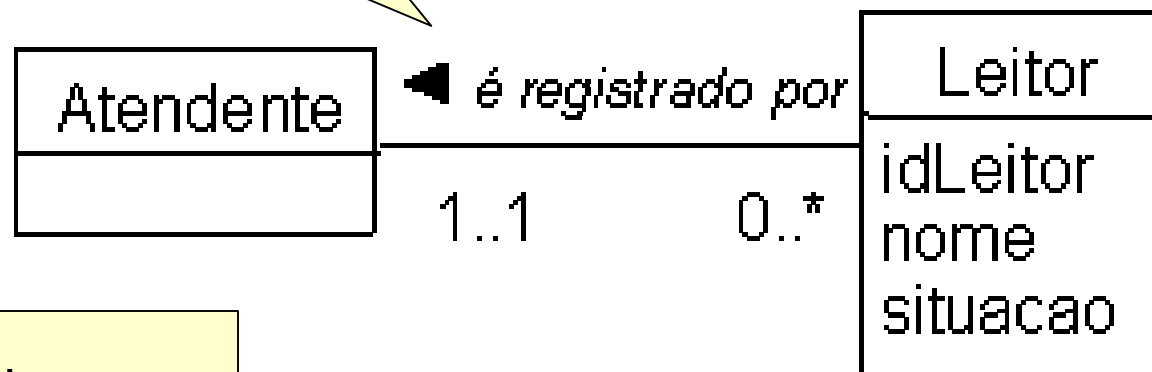 Atendente
é registrado por
1..1
0..*
Leitor
idLeitor
nome
situacao